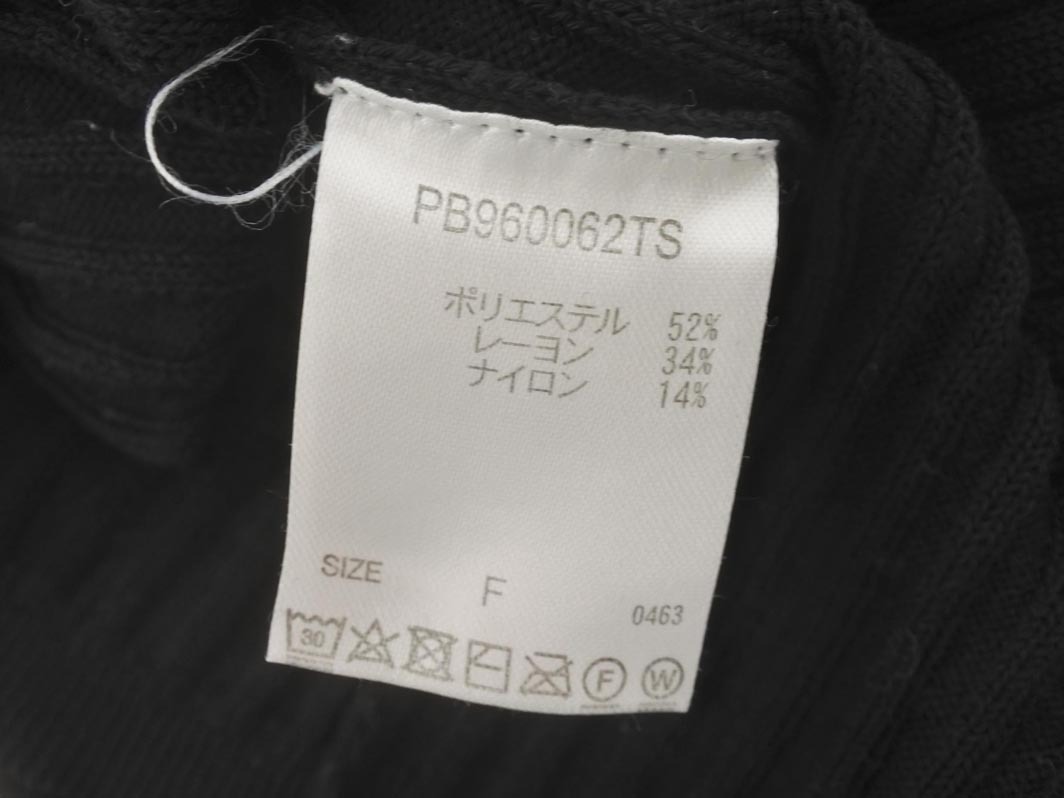 PB960062TS
ポリエステル 52%
レーヨン 34%
ナイロン 14%
SIZE F
0463
30 F W